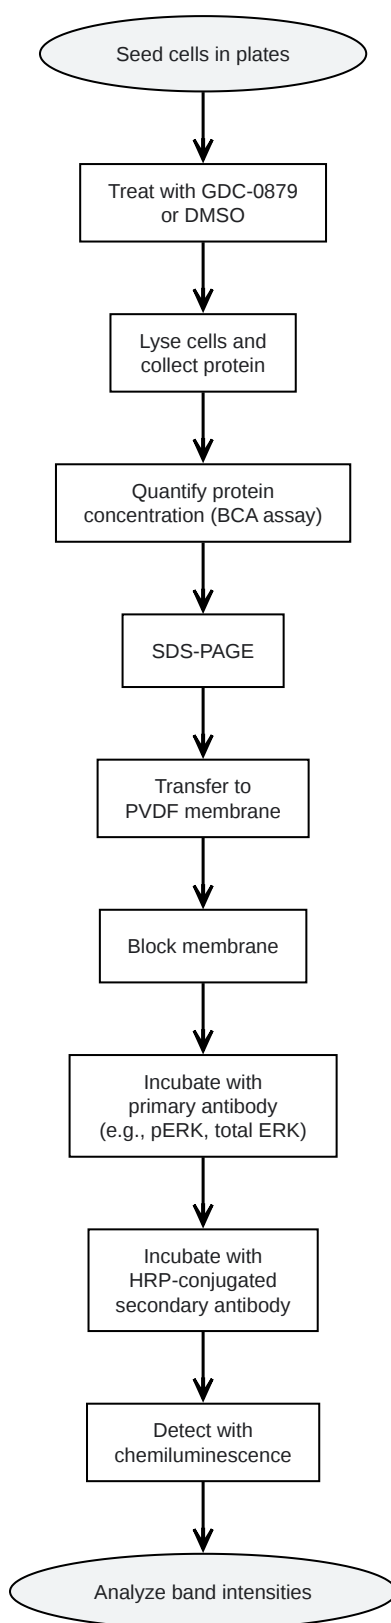 Seed cells in plates
Treat with GDC-0879
or DMSO
Lyse cells and
collect protein
Quantify protein
concentration (BCA assay)
SDS-PAGE
Transfer to
PVDF membrane
Block membrane
Incubate with
primary antibody
(e.g., pERK, total ERK)
Incubate with
HRP-conjugated
secondary antibody
Detect with
chemiluminescence
Analyze band intensities